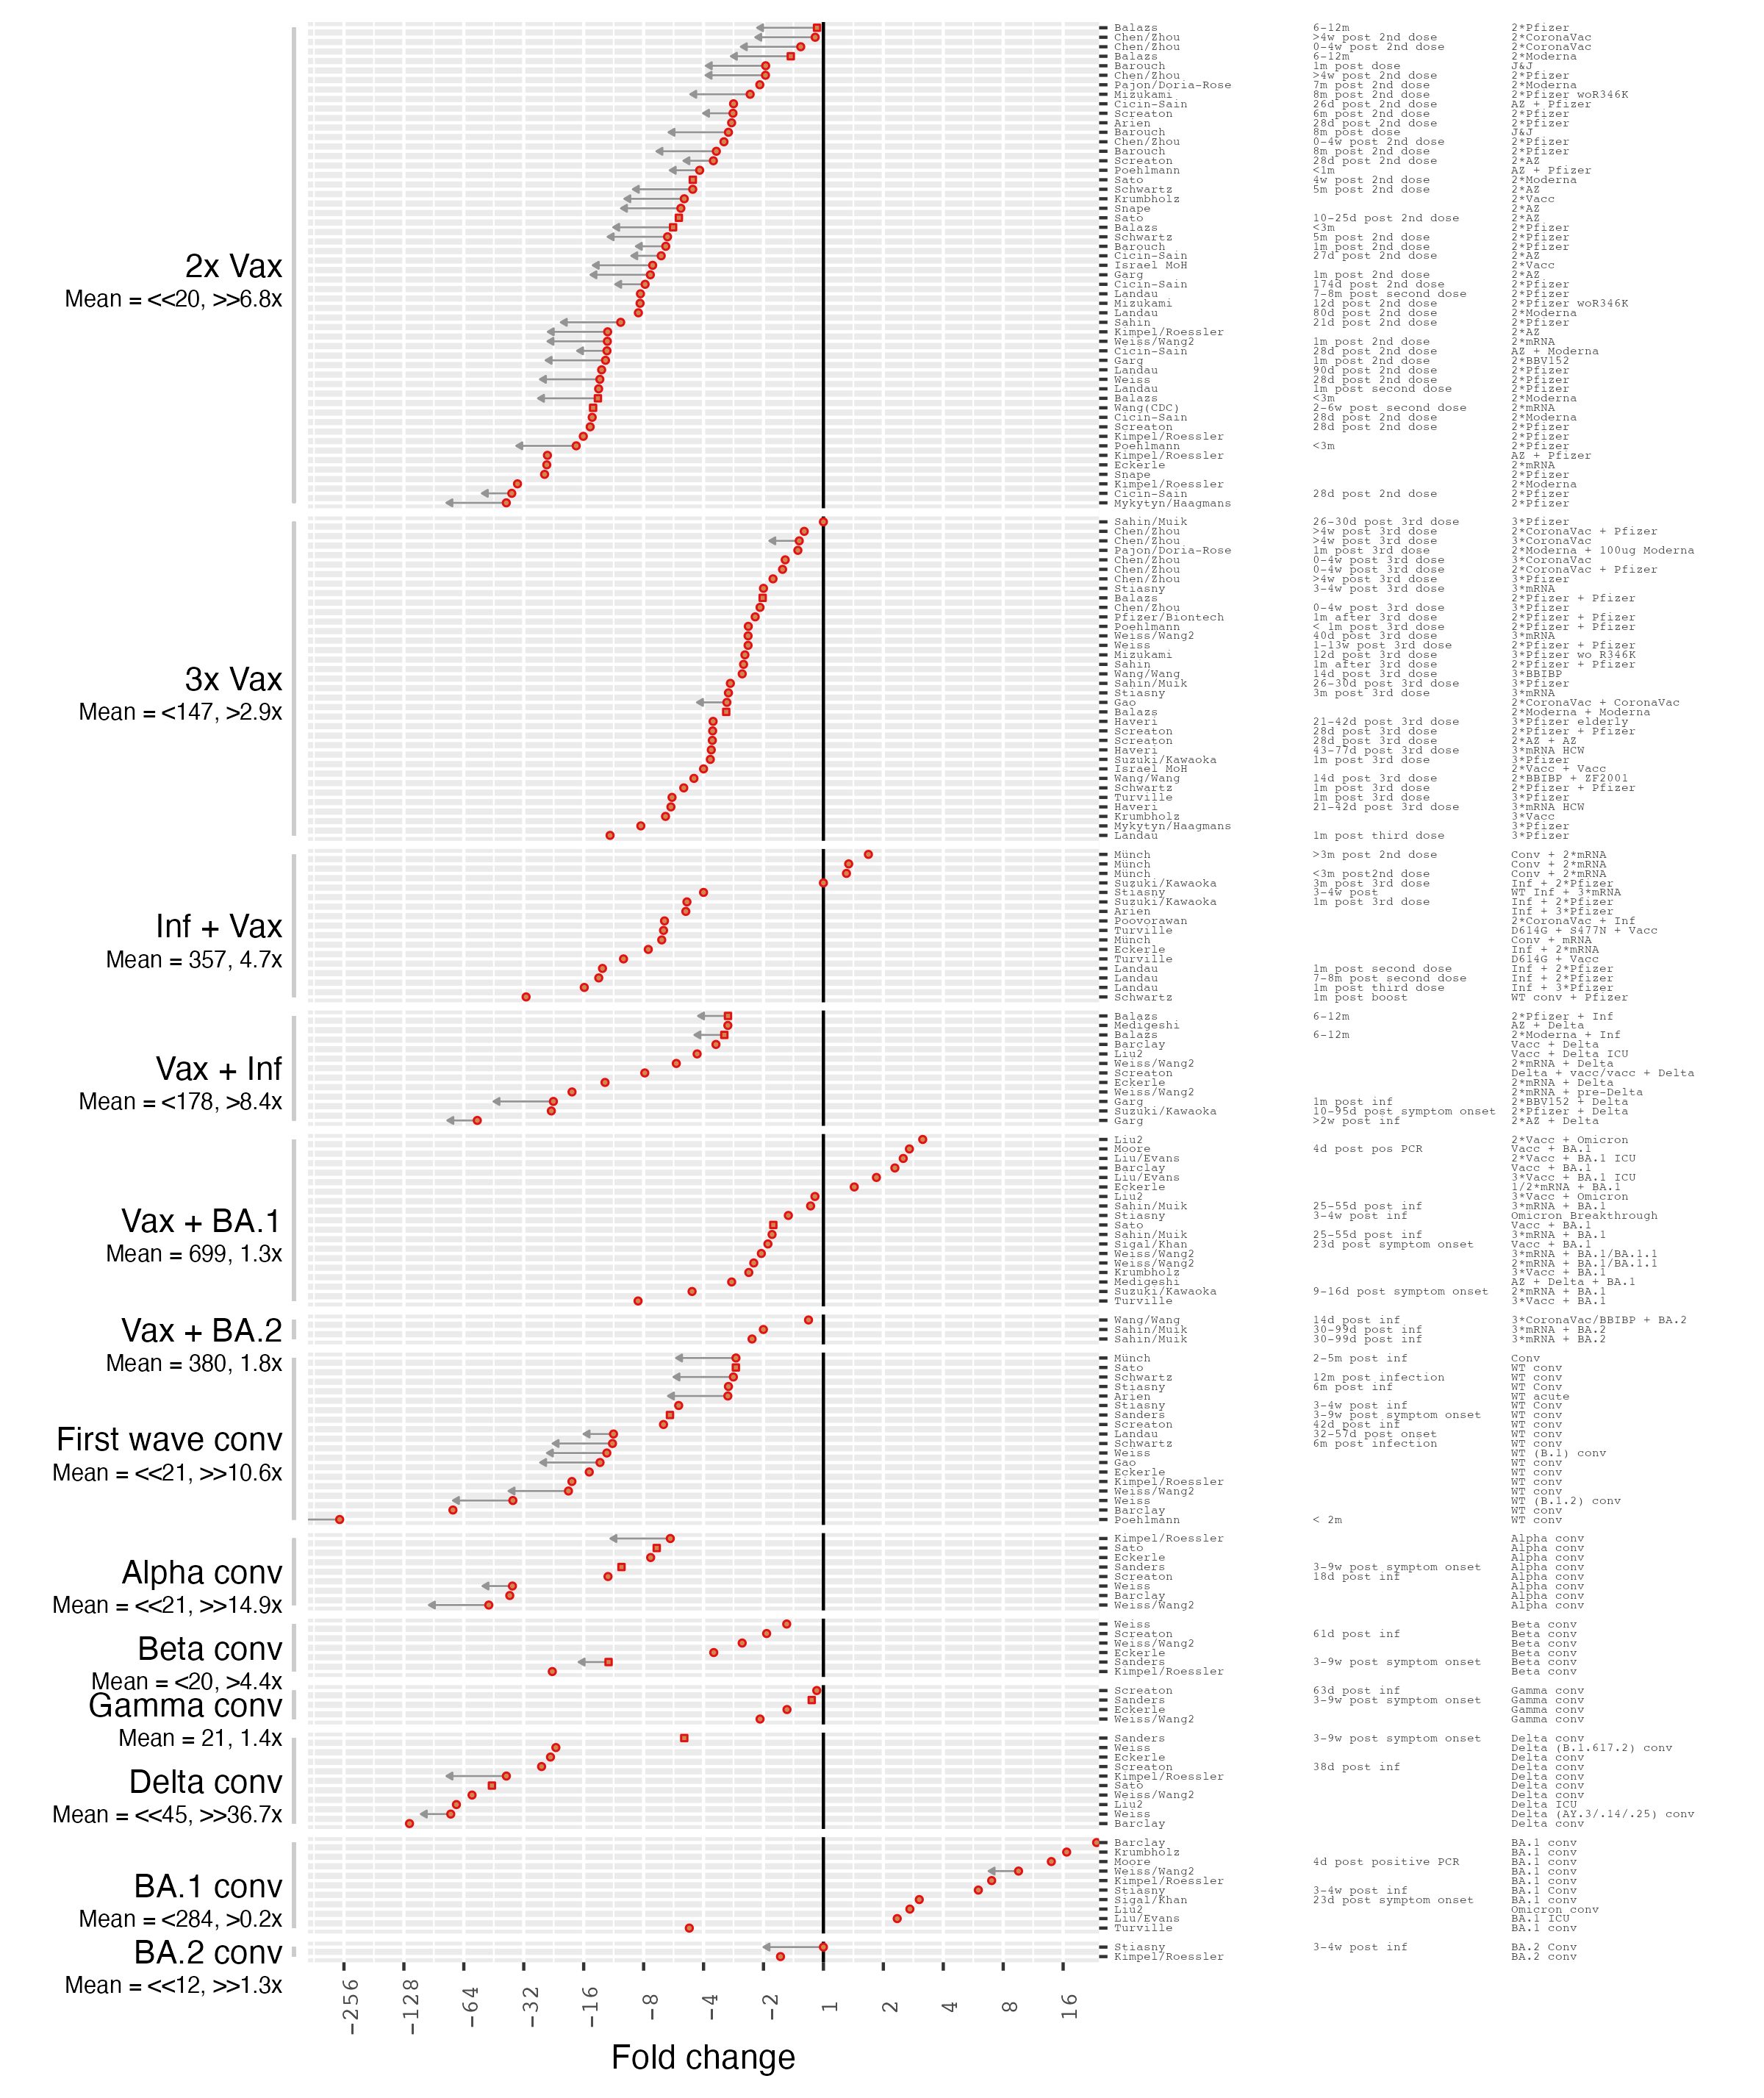 2x Vax
Mean = <<20, >>6.8x
Balazs 6-12m 2*Pfizer
Chen/Zhou >4w post 2nd dose 2*CoronaVac
Chen/Zhou 0-4w post 2nd dose 2*CoronaVac
Balazs 6-12m 2*Moderna
Barouch 1m post dose J&J
Chen/Zhou >4w post 2nd dose 2*Pfizer
Pajon/Doria-Rose 7m post 2nd dose 2*Moderna
Mizukami 8m post 2nd dose 2*Pfizer woR346K
Cicin-Sain 26d post 2nd dose AZ + Pfizer
Screaton 6m post 2nd dose 2*Pfizer
Arien 28d post 2nd dose 2*Pfizer
Barouch 8m post dose J&J
Chen/Zhou 0-4w post 2nd dose 2*Pfizer
Barouch 8m post 2nd dose 2*Pfizer
Screaton 28d post 2nd dose 2*AZ
Poehlmann <1m AZ + Pfizer
Sato 4w post 2nd dose 2*Moderna
Schwartz 5m post 2nd dose 2*AZ
Krumbholz 2*Vacc
Snape 2*AZ
Sato 10-25d post 2nd dose 2*AZ
Balazs <3m 2*Pfizer
Schwartz 5m post 2nd dose 2*Pfizer
Barouch 1m post 2nd dose 2*Pfizer
Cicin-Sain 27d post 2nd dose 2*AZ
Israel MoH 2*Vacc
Garg 1m post 2nd dose 2*AZ
Cicin-Sain 174d post 2nd dose 2*Pfizer
Landau 7-8m post second dose 2*Pfizer
Mizukami 12d post 2nd dose 2*Pfizer woR346K
Landau 80d post 2nd dose 2*Moderna
Sahin 21d post 2nd dose 2*Pfizer
Kimpel/Roessler 2*AZ
Weiss/Wang2 1m post 2nd dose 2*mRNA
Cicin-Sain 28d post 2nd dose AZ + Moderna
Garg 1m post 2nd dose 2*BBV152
Landau 90d post 2nd dose 2*Pfizer
Weiss 28d post 2nd dose 2*Pfizer
Landau 1m post second dose 2*Pfizer
Balazs <3m 2*Moderna
Wang(CDC) 2-6w post second dose 2*mRNA
Cicin-Sain 28d post 2nd dose 2*Moderna
Screaton 28d post 2nd dose 2*Pfizer
Kimpel/Roessler 2*Pfizer
Poehlmann <3m 2*Pfizer
Kimpel/Roessler AZ + Pfizer
Eckerle 2*mRNA
Snape 2*Pfizer
Kimpel/Roessler 2*Moderna
Cicin-Sain 28d post 2nd dose 2*Pfizer
Mykytyn/Haagmans 2*Pfizer
3x Vax
Mean = <147, >2.9x
Sahin/Muik 26-30d post 3rd dose 3*Pfizer
Chen/Zhou >4w post 3rd dose 2*CoronaVac + Pfizer
Chen/Zhou >4w post 3rd dose 3*CoronaVac
Pajon/Doria-Rose 1m post 3rd dose 2*Moderna + 100ug Moderna
Chen/Zhou 0-4w post 3rd dose 3*CoronaVac
Chen/Zhou 0-4w post 3rd dose 2*CoronaVac + Pfizer
Chen/Zhou >4w post 3rd dose 3*Pfizer
Stiasny 3-4w post 3rd dose 3*mRNA
Balazs 2*Pfizer + Pfizer
Chen/Zhou 0-4w post 3rd dose 3*Pfizer
Pfizer/Biontech 1m after 3rd dose 2*Pfizer + Pfizer
Poehlmann < 1m post 3rd dose 2*Pfizer + Pfizer
Weiss/Wang2 40d post 3rd dose 3*mRNA
Weiss 1-13w post 3rd dose 2*Pfizer + Pfizer
Mizukami 12d post 3rd dose 3*Pfizer wo R346K
Sahin 1m after 3rd dose 2*Pfizer + Pfizer
Wang/Wang 14d post 3rd dose 3*BBIBP
Sahin/Muik 26-30d post 3rd dose 3*Pfizer
Stiasny 3m post 3rd dose 3*mRNA
Gao 2*CoronaVac + CoronaVac
Balazs 2*Moderna + Moderna
Haveri 21-42d post 3rd dose 3*Pfizer elderly
Screaton 28d post 3rd dose 2*Pfizer + Pfizer
Screaton 28d post 3rd dose 2*AZ + AZ
Haveri 43-77d post 3rd dose 3*mRNA HCW
Suzuki/Kawaoka 1m post 3rd dose 3*Pfizer
Israel MoH 2*Vacc + Vacc
Wang/Wang 14d post 3rd dose 2*BBIBP + ZF2001
Schwartz 1m post 3rd dose 2*Pfizer + Pfizer
Turville 1m post 3rd dose 3*Pfizer
Haveri 21-42d post 3rd dose 3*mRNA HCW
Krumbholz 3*Vacc
Mykytyn/Haagmans 3*Pfizer
Landau 1m post third dose 3*Pfizer
Inf + Vax
Mean = 357, 4.7x
Münch >3m post 2nd dose Conv + 2*mRNA
Münch Conv + 2*mRNA
Münch <3m post2nd dose Conv + 2*mRNA
Suzuki/Kawaoka 3m post 3rd dose Inf + 2*Pfizer
Stiasny 3-4w post WT Inf + 3*mRNA
Suzuki/Kawaoka 1m post 3rd dose Inf + 2*Pfizer
Arien Inf + 3*Pfizer
Poovorawan 2*CoronaVac + Inf
Turville D614G + S477N + Vacc
Münch Conv + mRNA
Eckerle Inf + 2*mRNA
Turville D614G + Vacc
Landau 1m post second dose Inf + 2*Pfizer
Landau 7-8m post second dose Inf + 2*Pfizer
Landau 1m post third dose Inf + 3*Pfizer
Schwartz 1m post boost WT conv + Pfizer
Vax + Inf
Mean = <178, >8.4x
Balazs 6-12m 2*Pfizer + Inf
Medigeshi AZ + Delta
Balazs 6-12m 2*Moderna + Inf
Barclay Vacc + Delta
Liu2 Vacc + Delta ICU
Weiss/Wang2 2*mRNA + Delta
Screaton Delta + vacc/vacc + Delta
Eckerle 2*mRNA + Delta
Weiss/Wang2 2*mRNA + pre-Delta
Garg 1m post inf 2*BBV152 + Delta
Suzuki/Kawaoka 10-95d post symptom onset 2*Pfizer + Delta
Garg >2w post inf 2*AZ + Delta
Vax + BA.1
Mean = 699, 1.3x
Liu2 2*Vacc + Omicron
Moore 4d post pos PCR Vacc + BA.1
Liu/Evans 2*Vacc + BA.1 ICU
Barclay Vacc + BA.1
Liu/Evans 3*Vacc + BA.1 ICU
Eckerle 1/2*mRNA + BA.1
Liu2 3*Vacc + Omicron
Sahin/Muik 25-55d post inf 3*mRNA + BA.1
Stiasny 3-4w post inf Omicron Breakthrough
Sato Vacc + BA.1
Sahin/Muik 25-55d post inf 3*mRNA + BA.1
Sigal/Khan 23d post symptom onset Vacc + BA.1
Weiss/Wang2 3*mRNA + BA.1/BA.1.1
Weiss/Wang2 2*mRNA + BA.1/BA.1.1
Krumbholz 3*Vacc + BA.1
Medigeshi AZ + Delta + BA.1
Suzuki/Kawaoka 9-16d post symptom onset 2*mRNA + BA.1
Turville 3*Vacc + BA.1
Vax + BA.2
Mean = 380, 1.8x
Wang/Wang 14d post inf 3*CoronaVac/BBIBP + BA.2
Sahin/Muik 30-99d post inf 3*mRNA + BA.2
Sahin/Muik 30-99d post inf 3*mRNA + BA.2
First wave conv
Mean = <<21, >>10.6x
Münch 2-5m post inf Conv
Sato WT conv
Schwartz 12m post infection WT conv
Stiasny 6m post inf WT Conv
Arien WT acute
Stiasny 3-4w post inf WT Conv
Sanders 3-9w post symptom onset WT conv
Screaton 42d post inf WT conv
Landau 32-57d post onset WT conv
Schwartz 6m post infection WT conv
Weiss WT (B.1) conv
Gao WT conv
Eckerle WT conv
Kimpel/Roessler WT conv
Weiss/Wang2 WT conv
Weiss WT (B.1.2) conv
Barclay WT conv
Poehlmann < 2m WT conv
Alpha conv
Mean = <<21, >>14.9x
Kimpel/Roessler Alpha conv
Sato Alpha conv
Eckerle Alpha conv
Sanders 3-9w post symptom onset Alpha conv
Screaton 18d post inf Alpha conv
Weiss Alpha conv
Barclay Alpha conv
Weiss/Wang2 Alpha conv
Beta conv
Mean = <20, >4.4x
Weiss Beta conv
Screaton 61d post inf Beta conv
Weiss/Wang2 Beta conv
Eckerle Beta conv
Sanders 3-9w post symptom onset Beta conv
Kimpel/Roessler Beta conv
Gamma conv
Mean = 21, 1.4x
Screaton 63d post inf Gamma conv
Sanders 3-9w post symptom onset Gamma conv
Eckerle Gamma conv
Weiss/Wang2 Gamma conv
Delta conv
Mean = <<45, >>36.7x
Sanders 3-9w post symptom onset Delta conv
Weiss Delta (B.1.617.2) conv
Eckerle Delta conv
Screaton 38d post inf Delta conv
Kimpel/Roessler Delta conv
Sato Delta conv
Weiss/Wang2 Delta conv
Liu2 Delta ICU
Weiss Delta (AY.3/.14/.25) conv
Barclay Delta conv
BA.1 conv
Mean = <284, >0.2x
Barclay BA.1 conv
Krumbholz BA.1 conv
Moore 4d post positive PCR BA.1 conv
Weiss/Wang2 BA.1 conv
Kimpel/Roessler BA.1 conv
Stiasny 3-4w post inf BA.1 Conv
Sigal/Khan 23d post symptom onset BA.1 conv
Liu2 Omicron conv
Liu/Evans BA.1 ICU
Turville BA.1 conv
BA.2 conv
Mean = <<12, >>1.3x
Stiasny 3-4w post inf BA.2 Conv
Kimpel/Roessler BA.2 conv
-256 -128 -64 -32 -16 -8 -4 -2 1 2 4 8 16
Fold change